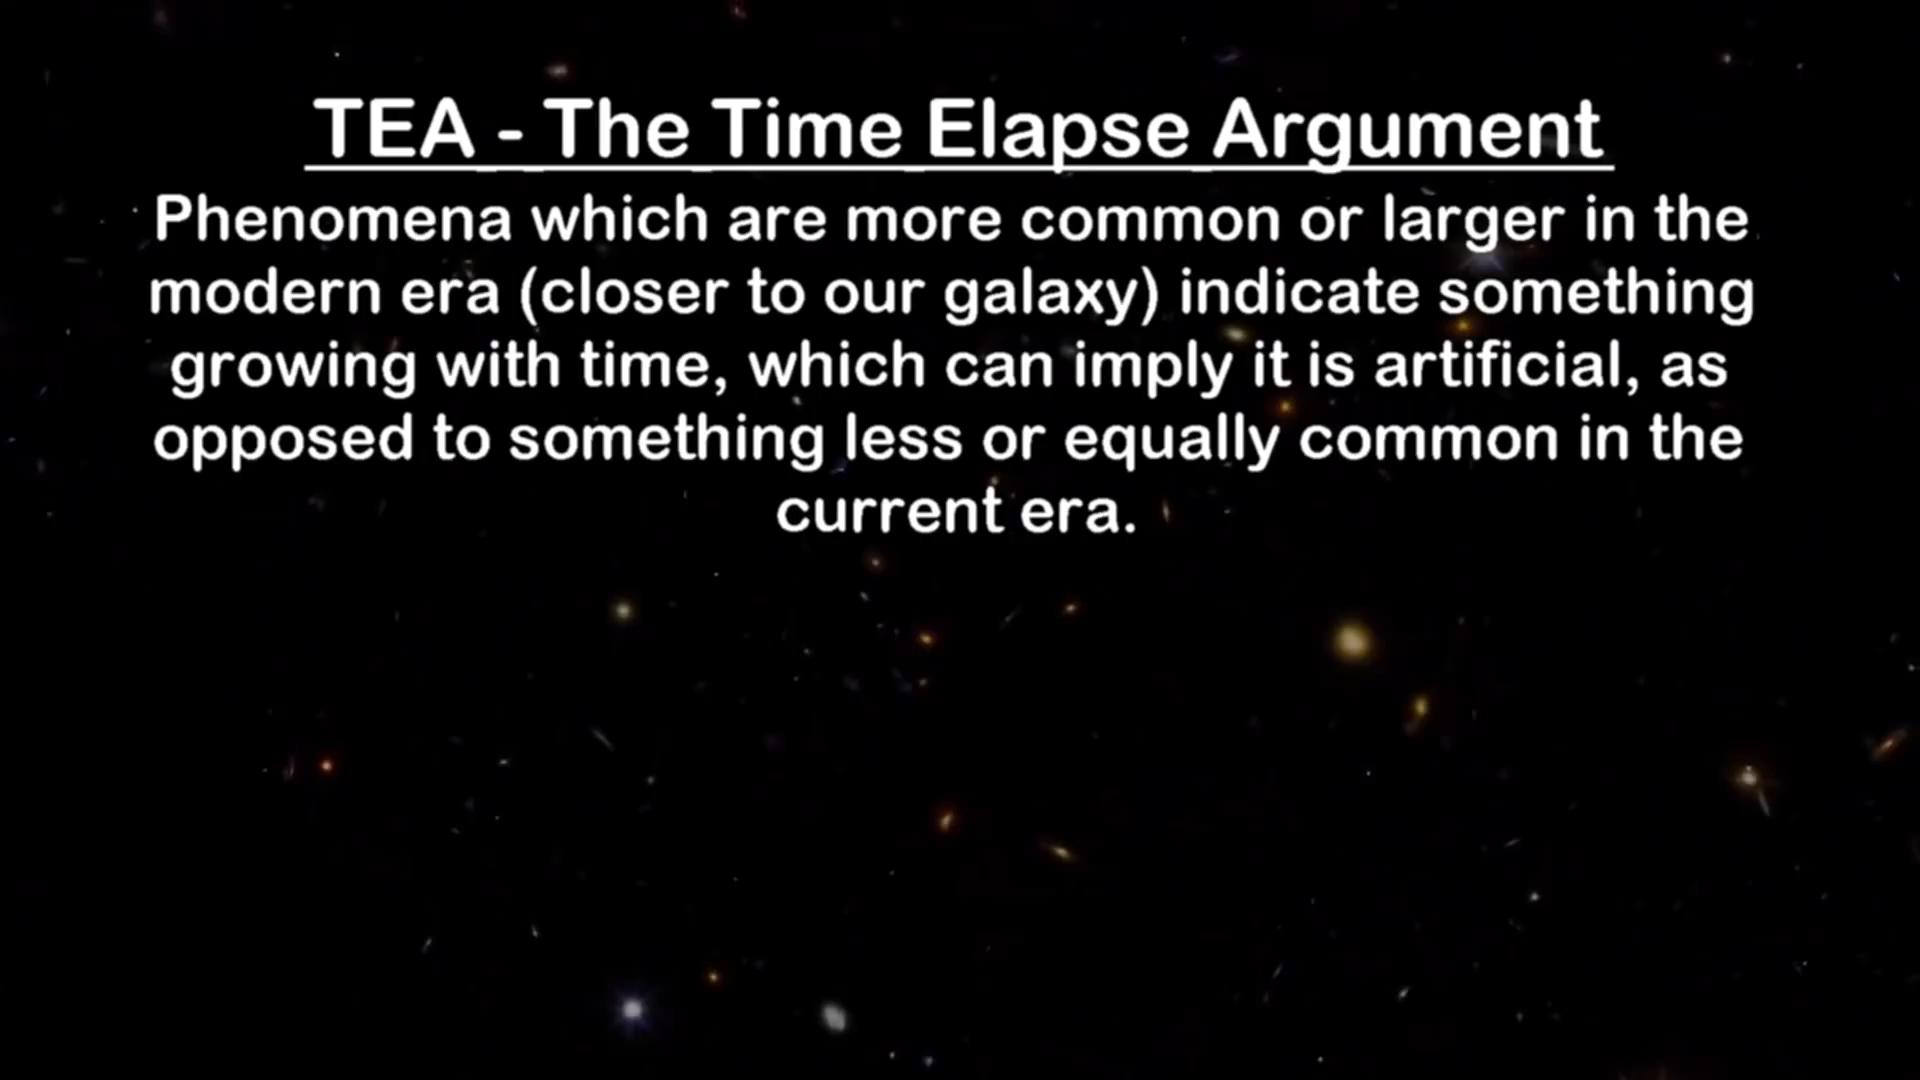 TEA - The Time Elapse Argument
Phenomena which are more common or larger in the
modern era (closer to our galaxy) indicate something
growing with time, which can imply it is artificial, as
opposed to something less or equally common in the
current era.